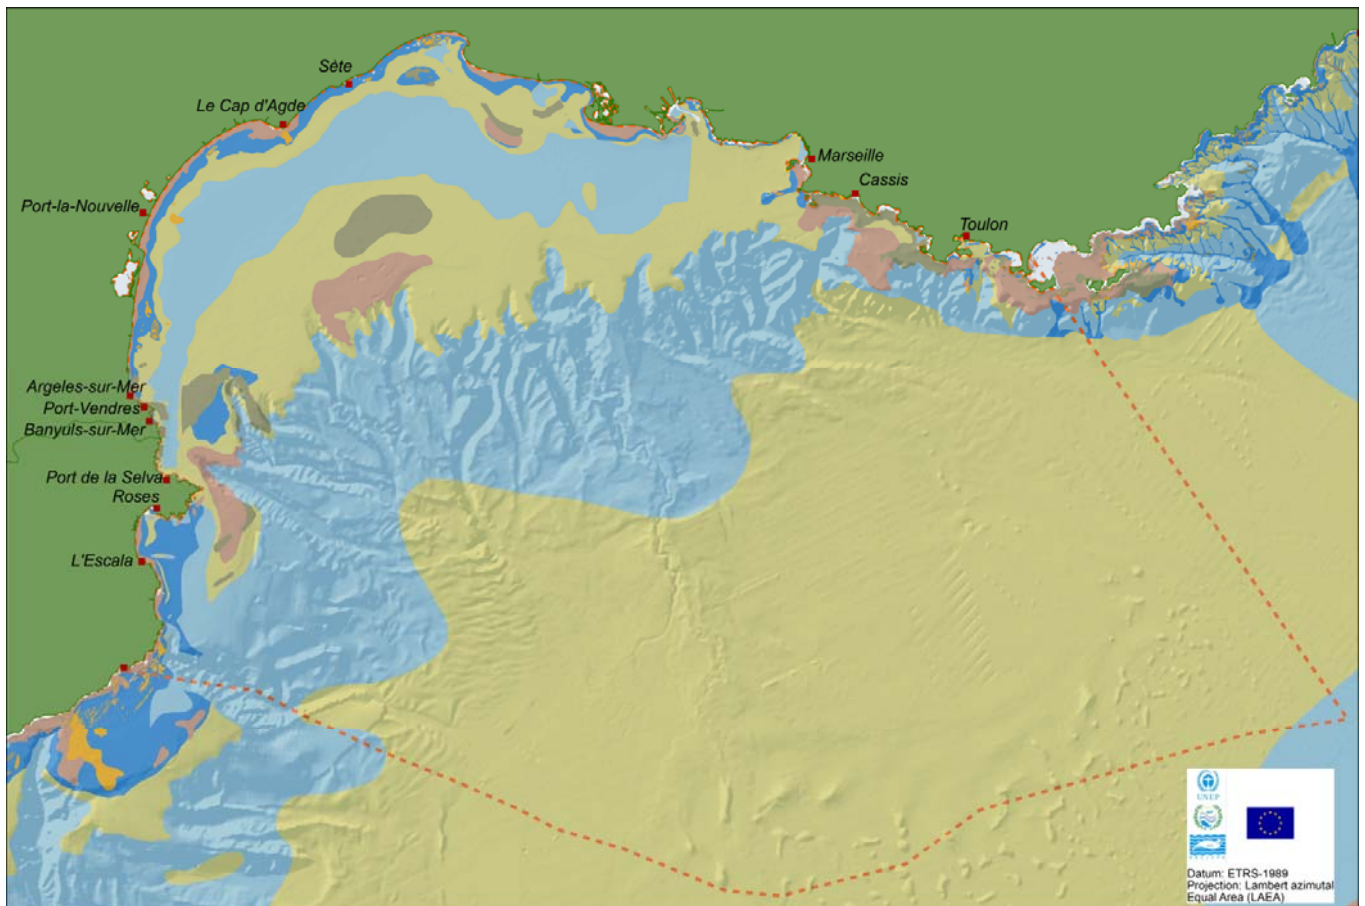 Sète
Le Cap d'Agde
Marseille
Cassis
Port-la-Nouvelle
Toulon
Argeles-sur-Mer
Port-Vendres
Banyuls-sur-Mer
Port de la Selva
Roses
L'Escala
UNEP
Datum: ETRS-1989
Projection: Lambert azimutal
Equal Area (LAEA)